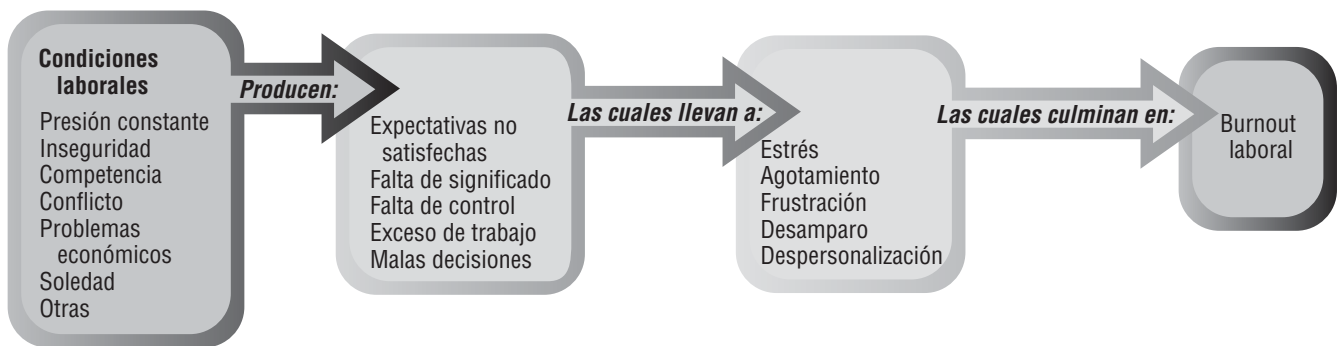 Condiciones
laborales
Presión constante
Inseguridad
Competencia
Conflicto
Problemas
económicos
Soledad
Otras
Producen:
Expectativas no
satisfechas
Falta de significado
Falta de control
Exceso de trabajo
Malas decisiones
Las cuales llevan a:
Estrés
Agotamiento
Frustración
Desamparo
Despersonalización
Las cuales culminan en:
Burnout
laboral